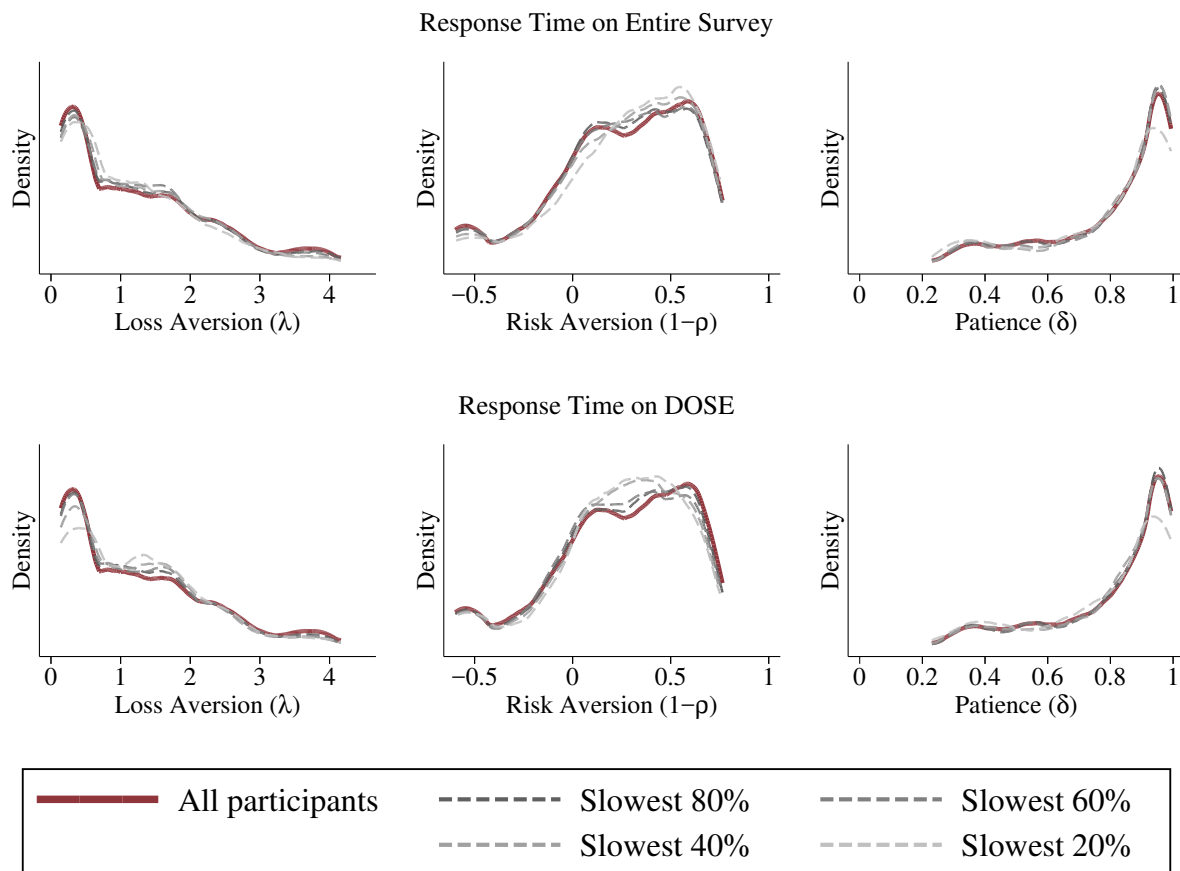 Response Time on Entire Survey
Density
0 1 2 3 4
Loss Aversion (λ)
Density
−0.5 0 0.5 1
Risk Aversion (1−ρ)
Density
0 0.2 0.4 0.6 0.8 1
Patience (δ)
Response Time on DOSE
Density
0 1 2 3 4
Loss Aversion (λ)
Density
−0.5 0 0.5 1
Risk Aversion (1−ρ)
Density
0 0.2 0.4 0.6 0.8 1
Patience (δ)
All participants Slowest 80% Slowest 60%
Slowest 40% Slowest 20%